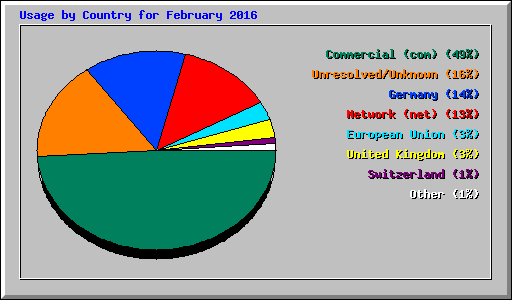 Usage by Country for February 2016
Commercial (com) (49%)
Unresolved/Unknown (16%)
Germany (14%)
Network (net) (13%)
European Union (3%)
United Kingdom (3%)
Switzerland (1%)
Other (1%)